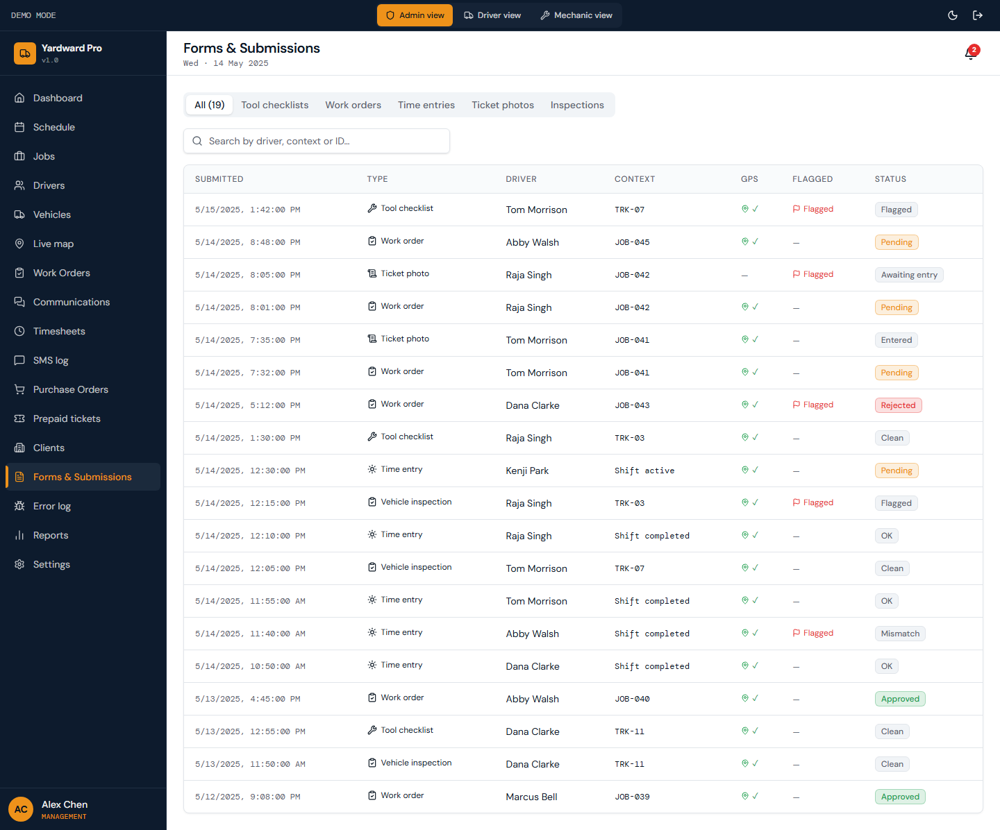 DEMO MODE
Admin view
Driver view
Mechanic view
Yardward Pro
v1.0
Dashboard
Schedule
Jobs
Drivers
Vehicles
Live map
Work Orders
Communications
Timesheets
SMS log
Purchase Orders
Prepaid tickets
Clients
Forms & Submissions
Error log
Reports
Settings
AC
Alex Chen
MANAGEMENT
Forms & Submissions
Wed · 14 May 2025
2
All (19) Tool checklists Work orders Time entries Ticket photos Inspections
Search by driver, context or ID...
SUBMITTED TYPE DRIVER CONTEXT GPS FLAGGED STATUS
5/15/2025, 1:42:00 PM Tool checklist Tom Morrison TRK-07 ✓ Flagged Flagged
5/14/2025, 8:48:00 PM Work order Abby Walsh JOB-045 ✓ — Pending
5/14/2025, 8:05:00 PM Ticket photo Raja Singh JOB-042 — Flagged Awaiting entry
5/14/2025, 8:01:00 PM Work order Raja Singh JOB-042 ✓ — Pending
5/14/2025, 7:35:00 PM Ticket photo Tom Morrison JOB-041 ✓ — Entered
5/14/2025, 7:32:00 PM Work order Tom Morrison JOB-041 ✓ — Pending
5/14/2025, 5:12:00 PM Work order Dana Clarke JOB-043 ✓ Flagged Rejected
5/14/2025, 1:30:00 PM Tool checklist Raja Singh TRK-03 ✓ — Clean
5/14/2025, 12:30:00 PM Time entry Kenji Park Shift active ✓ — Pending
5/14/2025, 12:15:00 PM Vehicle inspection Raja Singh TRK-03 ✓ Flagged Flagged
5/14/2025, 12:10:00 PM Time entry Raja Singh Shift completed ✓ — OK
5/14/2025, 12:05:00 PM Vehicle inspection Tom Morrison TRK-07 ✓ — Clean
5/14/2025, 11:55:00 AM Time entry Tom Morrison Shift completed ✓ — OK
5/14/2025, 11:40:00 AM Time entry Abby Walsh Shift completed ✓ Flagged Mismatch
5/14/2025, 10:50:00 AM Time entry Dana Clarke Shift completed ✓ — OK
5/13/2025, 4:45:00 PM Work order Abby Walsh JOB-040 ✓ — Approved
5/13/2025, 12:55:00 PM Tool checklist Dana Clarke TRK-11 ✓ — Clean
5/13/2025, 11:50:00 AM Vehicle inspection Dana Clarke TRK-11 ✓ — Clean
5/12/2025, 9:08:00 PM Work order Marcus Bell JOB-039 ✓ — Approved